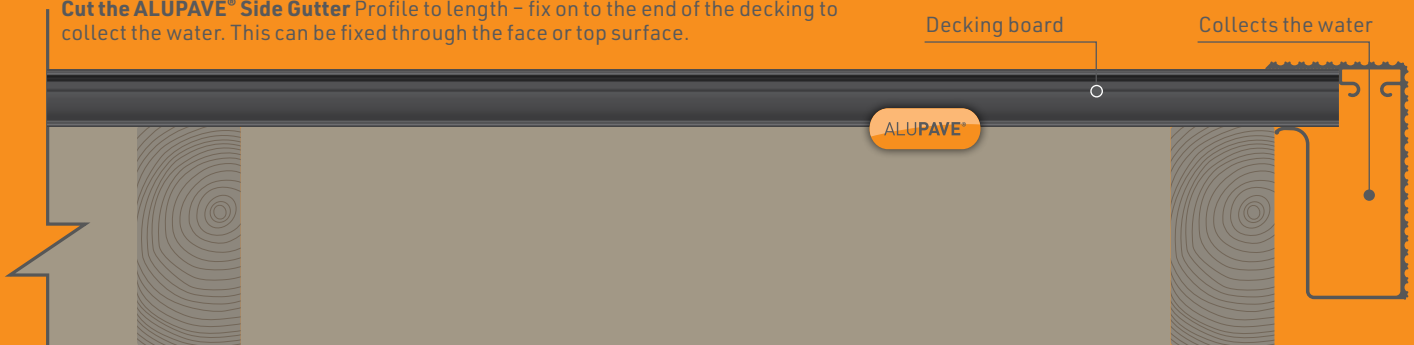 Cut the ALUPAVE® Side Gutter Profile to length – fix on to the end of the decking to
collect the water. This can be fixed through the face or top surface.
Decking board
Collects the water
ALUPAVE®